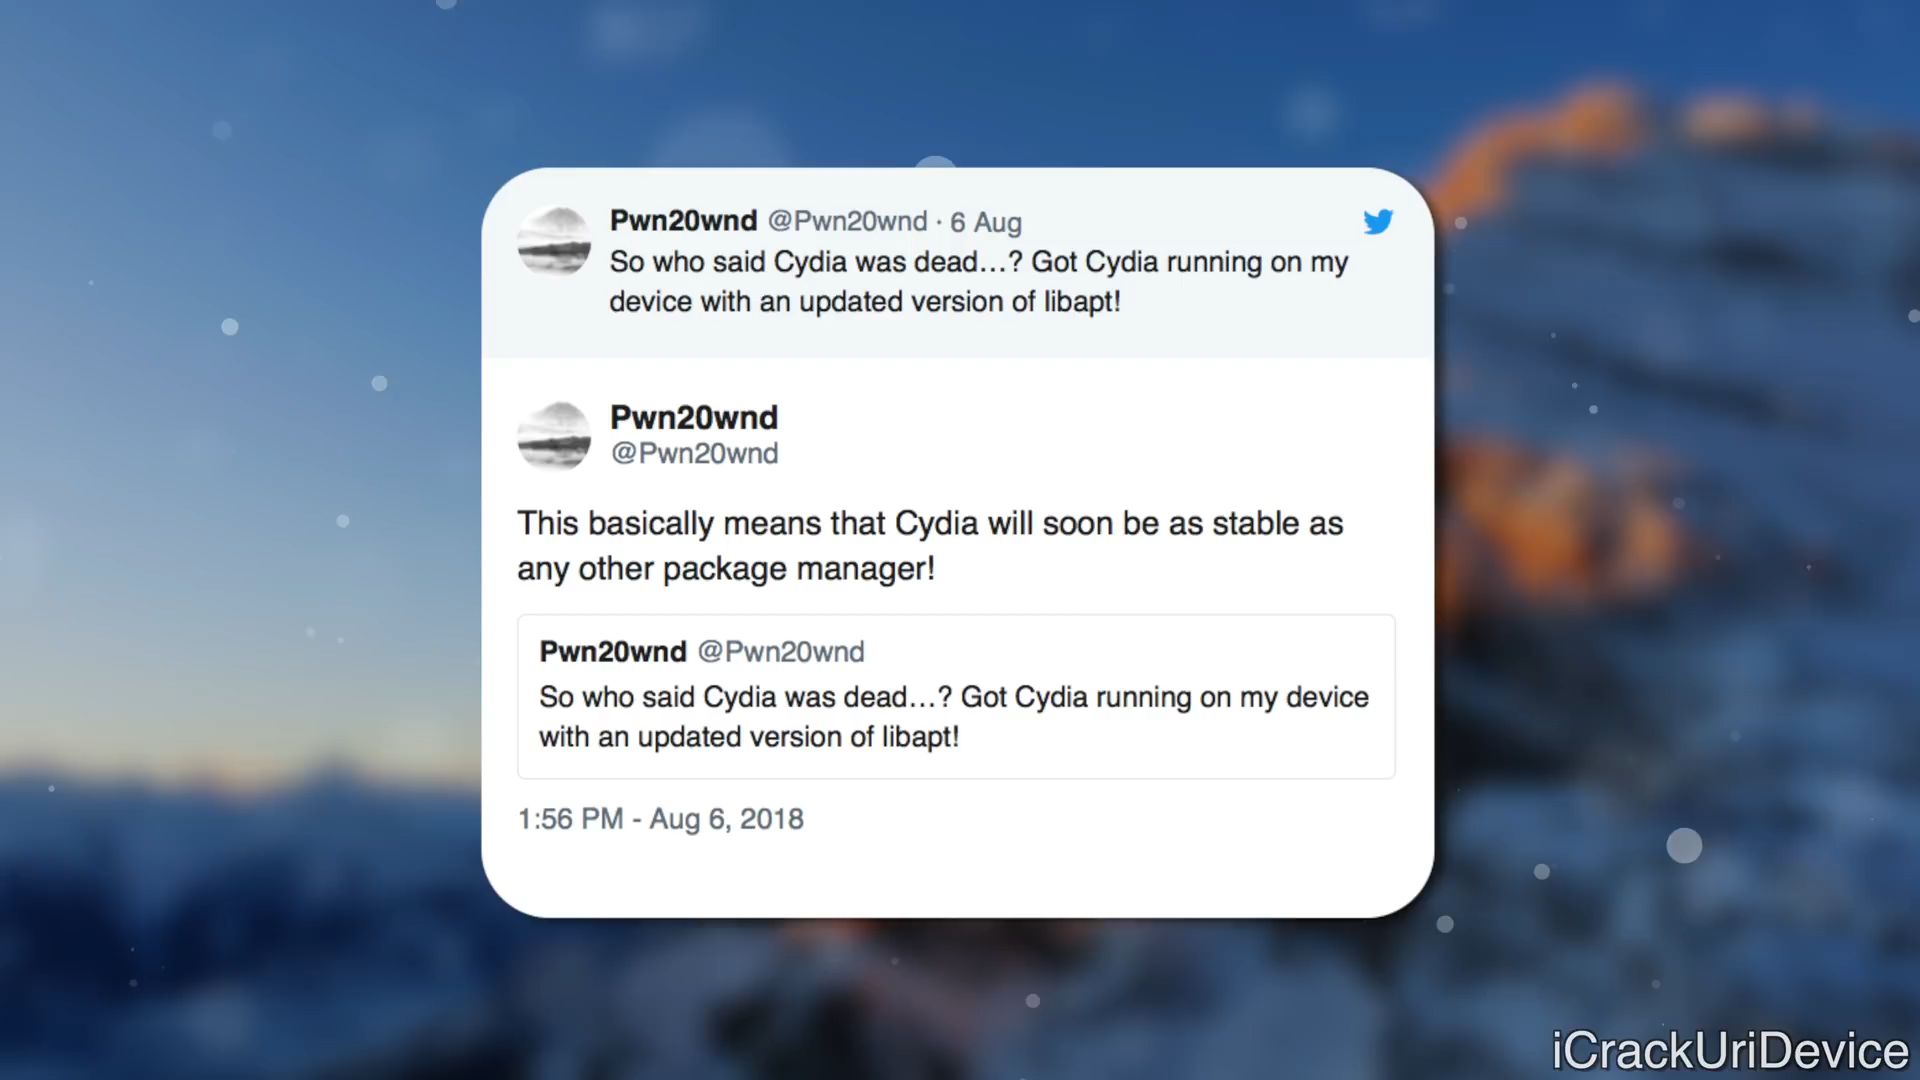 Pwn20wnd @Pwn20wnd · 6 Aug
So who said Cydia was dead...? Got Cydia running on my
device with an updated version of libapt!
Pwn20wnd
@Pwn20wnd
This basically means that Cydia will soon be as stable as
any other package manager!
Pwn20wnd @Pwn20wnd
So who said Cydia was dead...? Got Cydia running on my device
with an updated version of libapt!
1:56 PM - Aug 6, 2018
iCrackUriDevice